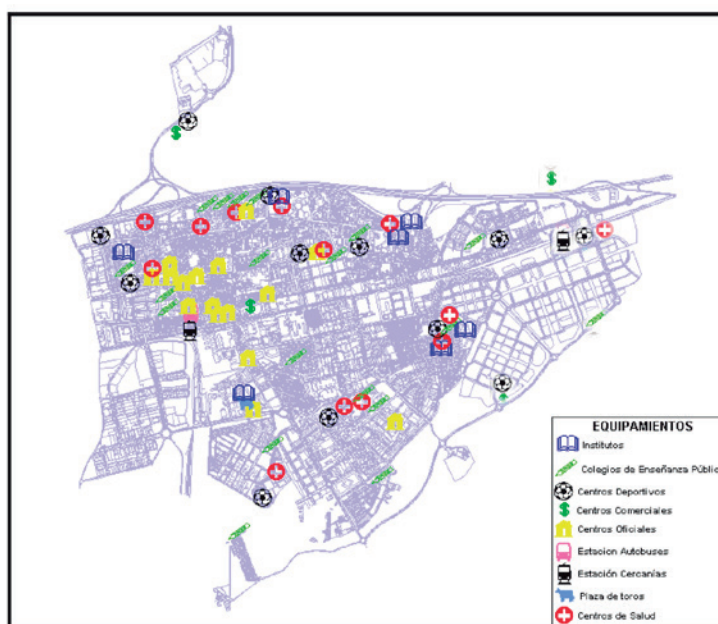 EQUIPAMIENTOS
Institutos
Colegios de Enseñanza Públic
Centros Deportivos
Centros Comerciales
Centros Oficiales
Estacion Autobuses
Estación Cercanías
Plaza de toros
Centros de Salud